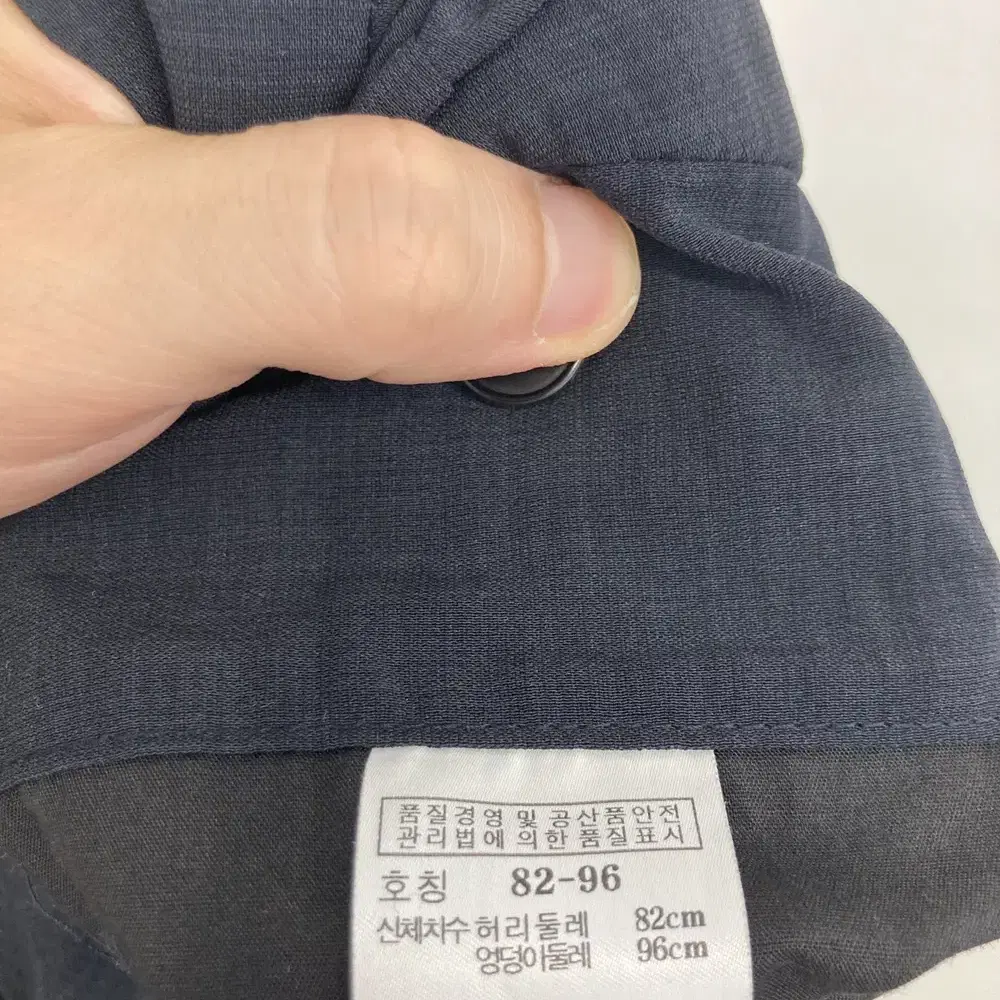 품질경영 및 공산품안전
관리법에 의한 품질표시
호칭 82-96
신체차수 허리둘레 82cm
엉덩아둘레 96cm